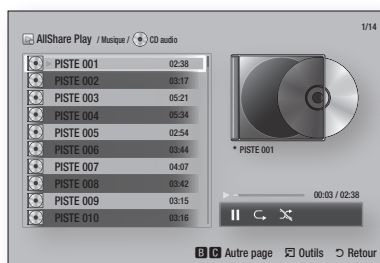 AllShare Play / Musique / CD audio
1/14
PISTE 001 02:38
PISTE 002 03:17
PISTE 003 05:21
PISTE 004 05:34
PISTE 005 02:54
PISTE 006 03:44
PISTE 007 04:07
PISTE 008 03:42
PISTE 009 03:15
PISTE 010 03:16
* PISTE 001
00:03 / 02:38
B C Autre page Outils Retour